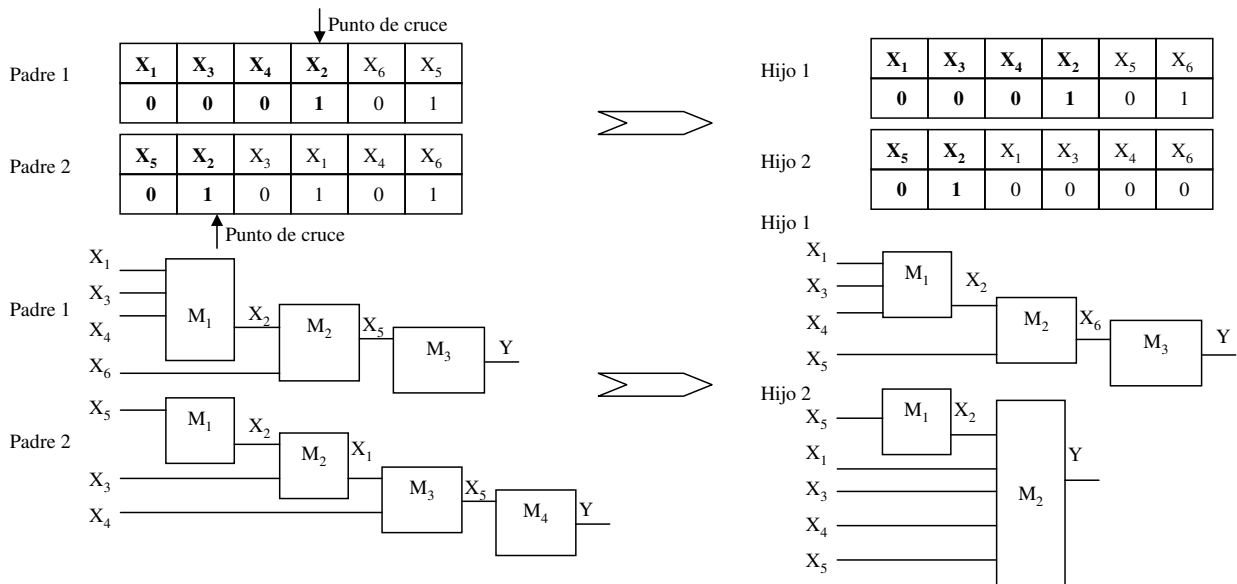 Punto de cruce
Padre 1
X₁ X₃ X₄ X₂ X₆ X₅
0 0 0 1 0 1
Padre 2
X₅ X₂ X₃ X₁ X₄ X₆
0 1 0 1 0 1
Punto de cruce
Hijo 1
X₁ X₃ X₄ X₂ X₅ X₆
0 0 0 1 0 1
Hijo 2
X₅ X₂ X₁ X₃ X₄ X₆
0 1 0 0 0 0
Padre 1
X₁
X₃
X₄
X₆
M₁
X₂
M₂
X₅
M₃
Y
Padre 2
X₅
X₃
X₄
M₁
X₂
M₂
X₁
M₃
X₅
M₄
Y
Hijo 1
X₁
X₃
X₄
X₅
M₁
X₂
M₂
X₆
M₃
Y
Hijo 2
X₅
X₁
X₃
X₄
X₅
M₁
X₂
M₂
Y